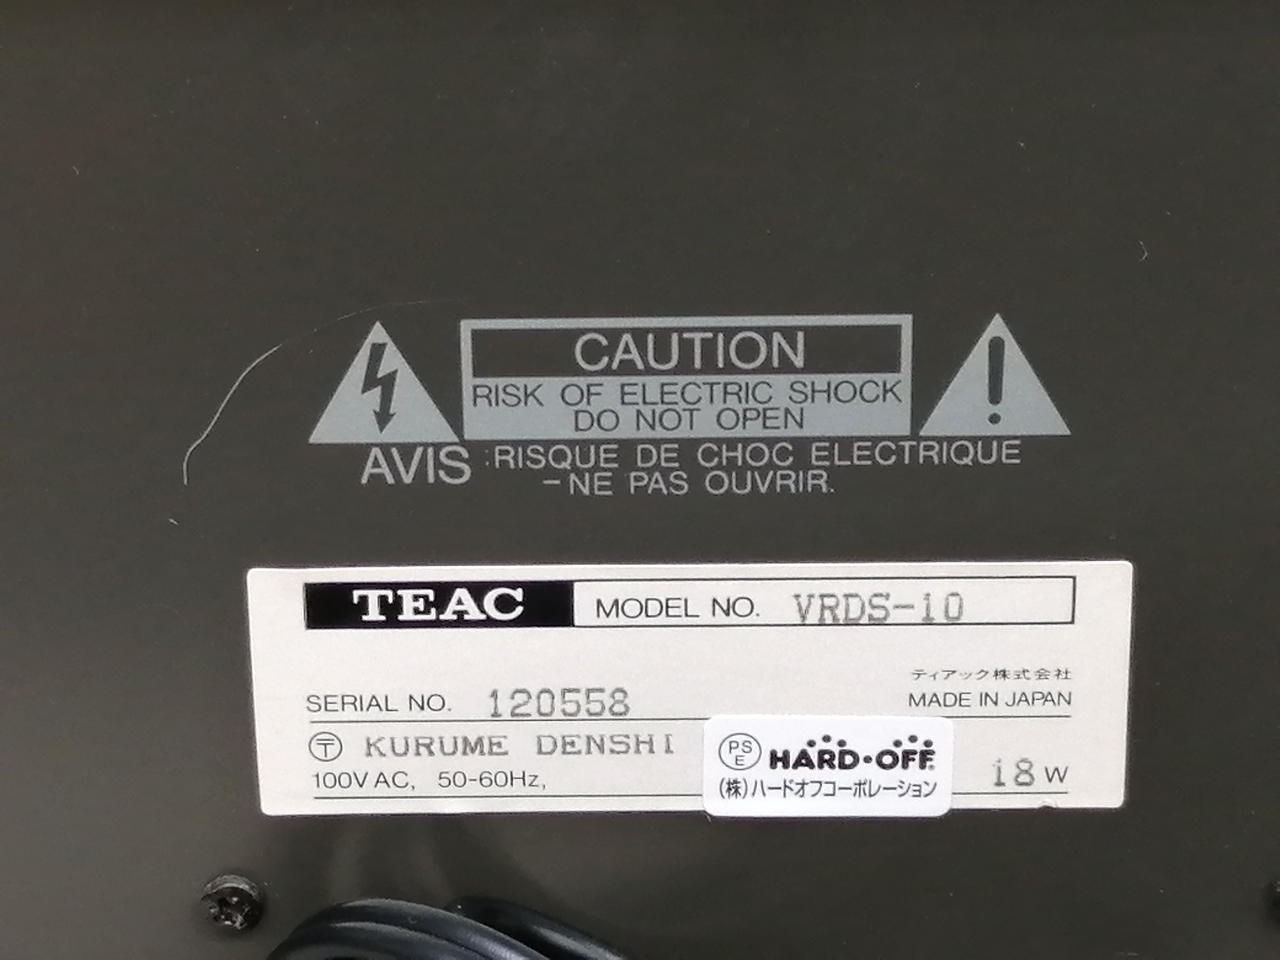 CAUTION
RISK OF ELECTRIC SHOCK
DO NOT OPEN
AVIS :RISQUE DE CHOC ELECTRIQUE
-NE PAS OUVRIR.
TEAC MODEL NO. VRDS-10
ティアック株式会社
SERIAL NO. 120558 MADE IN JAPAN
〒 KURUME DENSHI
PSE HARD・OFF
100V AC, 50-60Hz, 18W
(株)ハードオフコーポレーション